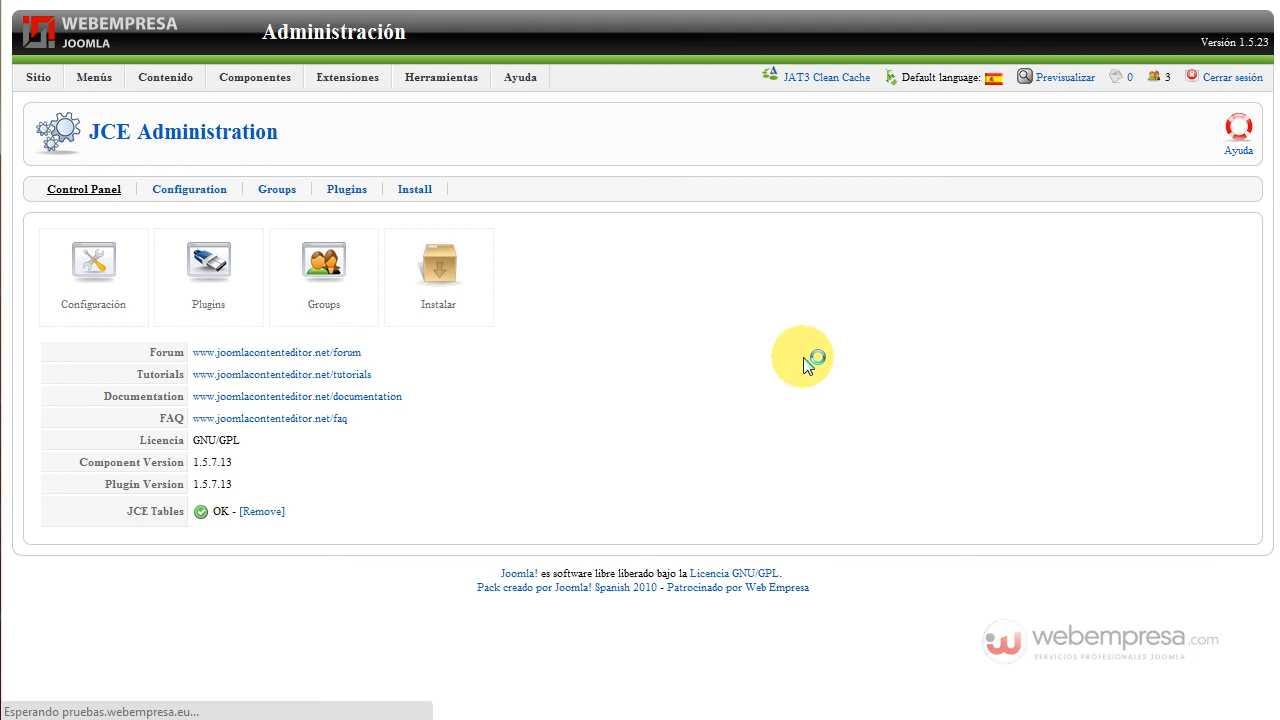 WEBEMPRESA
JOOMLA
Administración
Versión 1.5.23
Sitio Menús Contenido Componentes Extensiones Herramientas Ayuda JAT3 Clean Cache Default language: Previsualizar 0 3 Cerrar sesión
JCE Administration
Ayuda
Control Panel Configuration Groups Plugins Install
Configuración Plugins Groups Instalar
Forum www.joomlacontenteditor.net/forum
Tutorials www.joomlacontenteditor.net/tutorials
Documentation www.joomlacontenteditor.net/documentation
FAQ www.joomlacontenteditor.net/faq
Licencia GNU/GPL
Component Version 1.5.7.13
Plugin Version 1.5.7.13
JCE Tables OK - [Remove]
Joomla! es software libre liberado bajo la Licencia GNU/GPL.
Pack creado por Joomla! Spanish 2010 - Patrocinado por Web Empresa
webempresa.com
SERVICIOS PROFESIONALES JOOMLA
Esperando pruebas.webempresa.eu...